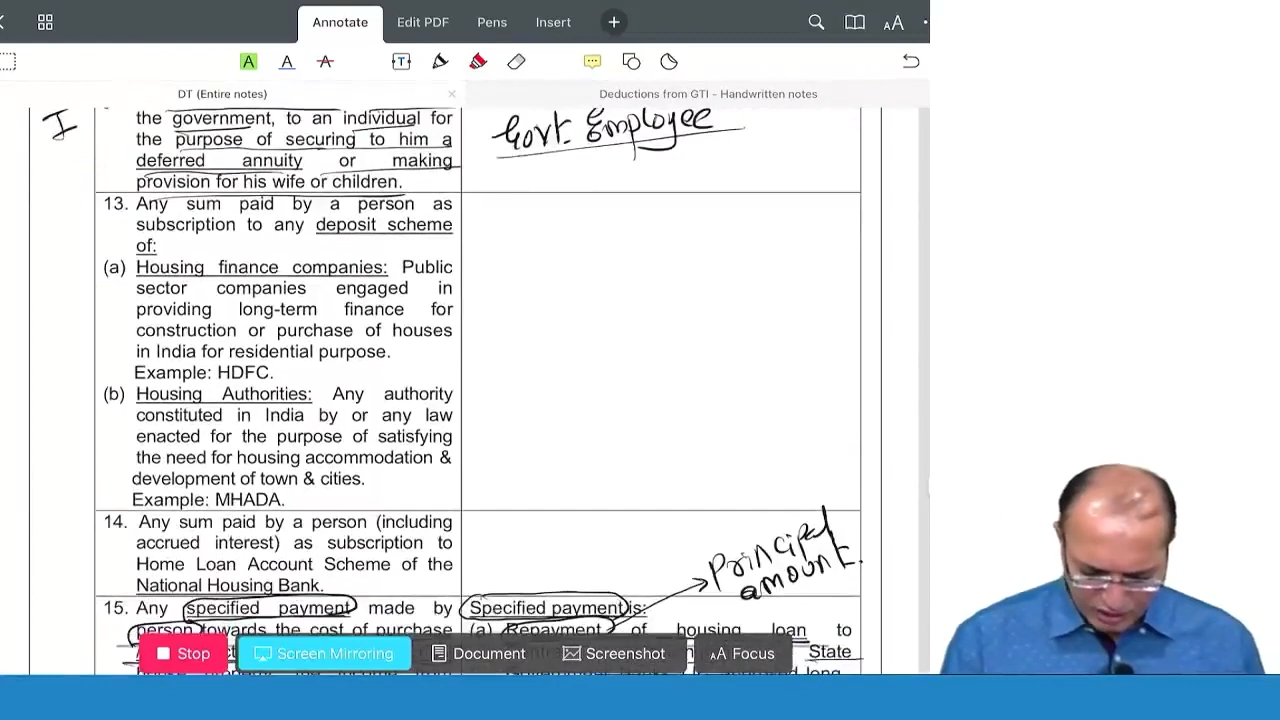 Annotate Edit PDF Pens Insert
DT (Entire notes) Deductions from GTI - Handwritten notes
I
the government, to an individual for
the purpose of securing to him a
deferred annuity or making
provision for his wife or children.
Govt. Employee
13. Any sum paid by a person as
subscription to any deposit scheme
of:
(a) Housing finance companies: Public
sector companies engaged in
providing long-term finance for
construction or purchase of houses
in India for residential purpose.
Example: HDFC.
(b) Housing Authorities: Any authority
constituted in India by or any law
enacted for the purpose of satisfying
the need for housing accommodation &
development of town & cities.
Example: MHADA.
14. Any sum paid by a person (including
accrued interest) as subscription to
Home Loan Account Scheme of the
National Housing Bank.
Principal
amount.
15. Any specified payment made by
person towards the cost of purchase
Specified payment is:
(a) Repayment of housing loan to
State
Stop Screen Mirroring Document Screenshot AA Focus